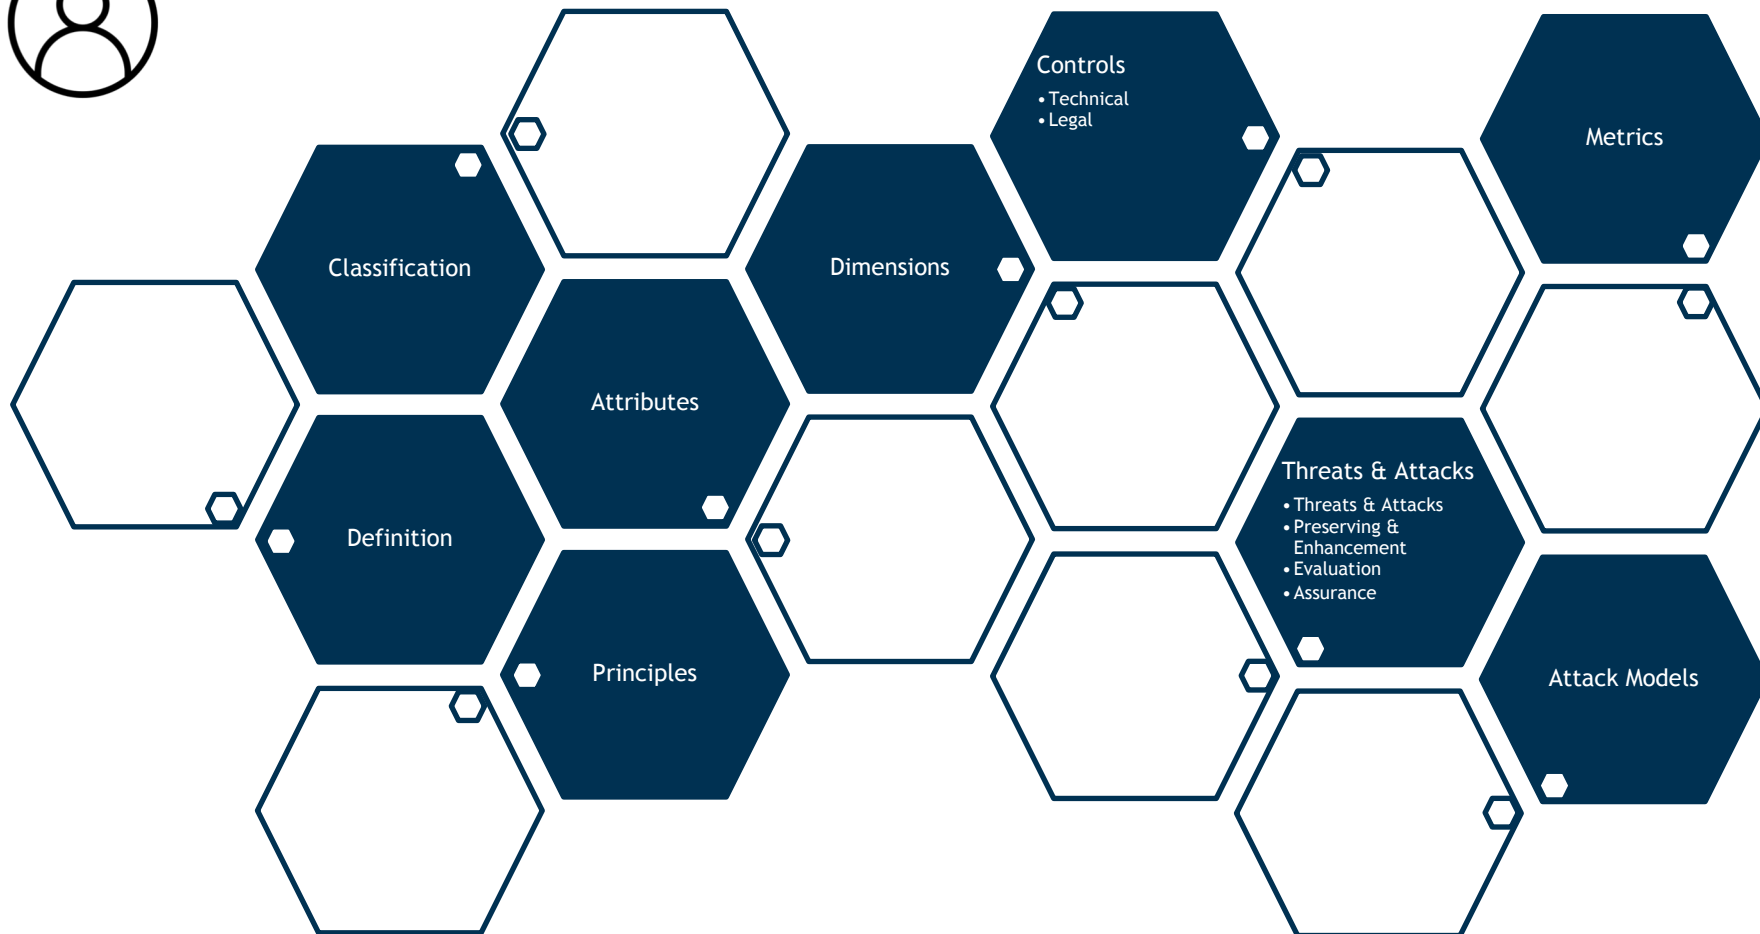 Controls
• Technical
• Legal
Metrics
Classification
Dimensions
Attributes
Threats & Attacks
• Threats & Attacks
• Preserving &
Enhancement
• Evaluation
• Assurance
Definition
Principles
Attack Models